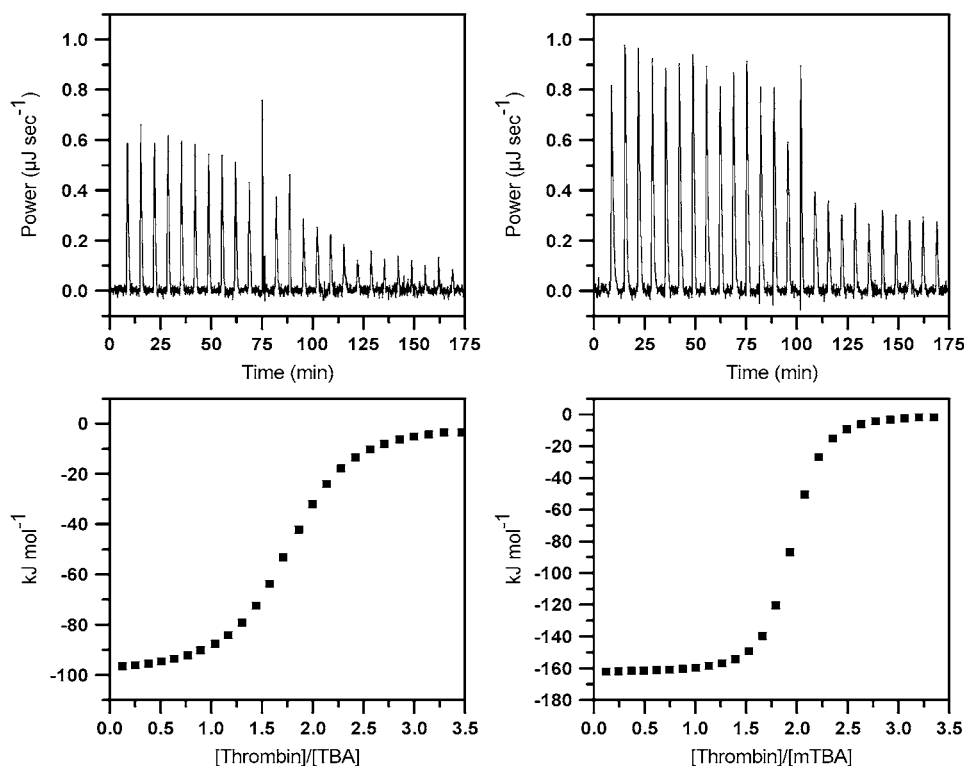 1.0
0.8
0.6
0.4
0.2
0.0
Power (µJ sec⁻¹)
0 25 50 75 100 125 150 175
Time (min)
1.0
0.8
0.6
0.4
0.2
0.0
Power (µJ sec⁻¹)
0 25 50 75 100 125 150 175
Time (min)
0
-20
-40
-60
-80
-100
kJ mol⁻¹
0.0 0.5 1.0 1.5 2.0 2.5 3.0 3.5
[Thrombin]/[TBA]
0
-20
-40
-60
-80
-100
-120
-140
-160
-180
kJ mol⁻¹
0.0 0.5 1.0 1.5 2.0 2.5 3.0 3.5
[Thrombin]/[mTBA]